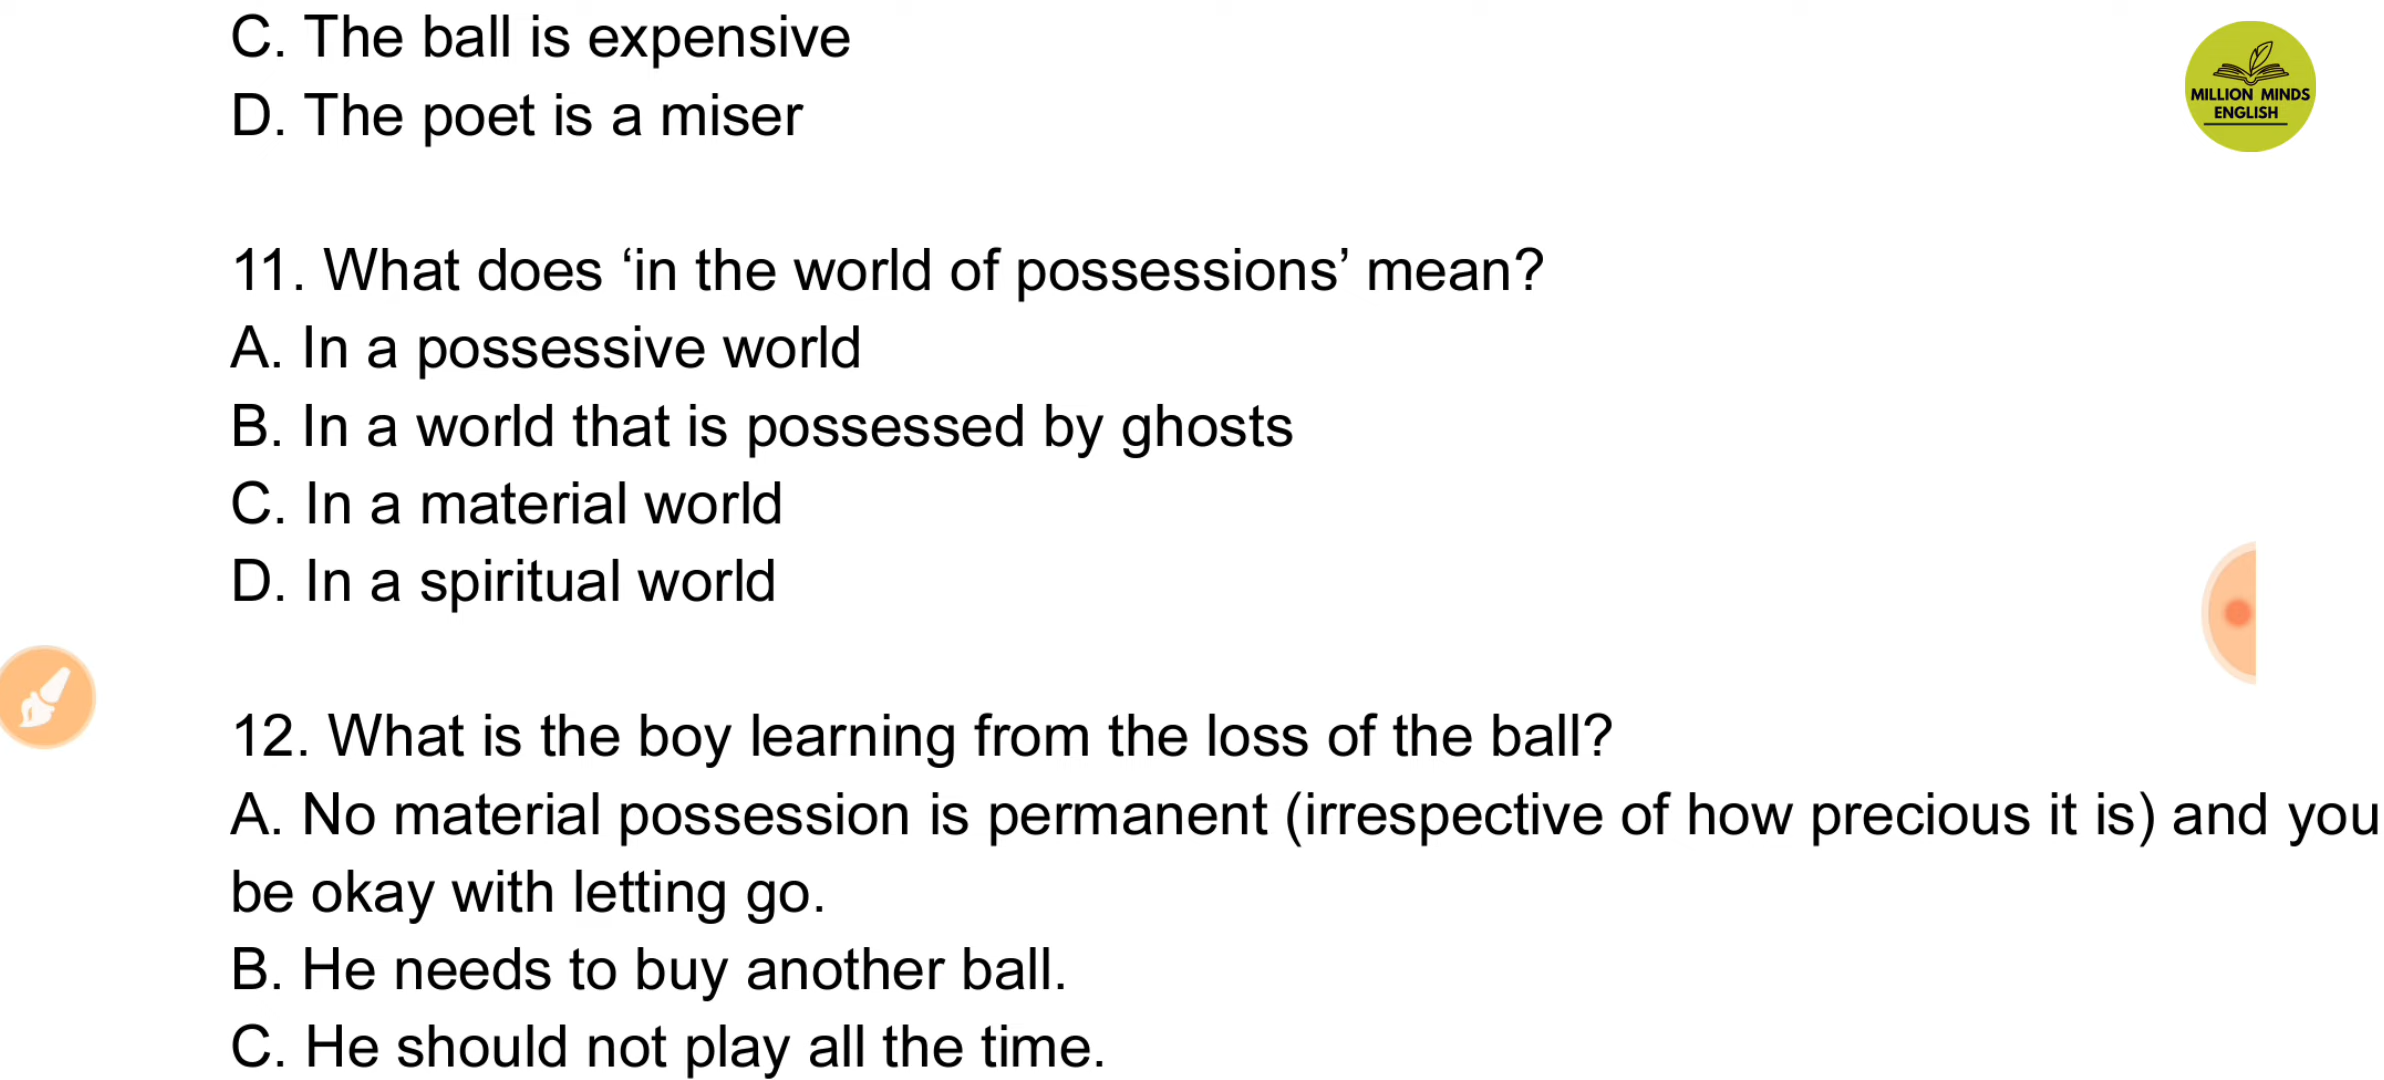 C. The ball is expensive
D. The poet is a miser
MILLION MINDS
ENGLISH
11. What does ‘in the world of possessions’ mean?
A. In a possessive world
B. In a world that is possessed by ghosts
C. In a material world
D. In a spiritual world
12. What is the boy learning from the loss of the ball?
A. No material possession is permanent (irrespective of how precious it is) and you
be okay with letting go.
B. He needs to buy another ball.
C. He should not play all the time.